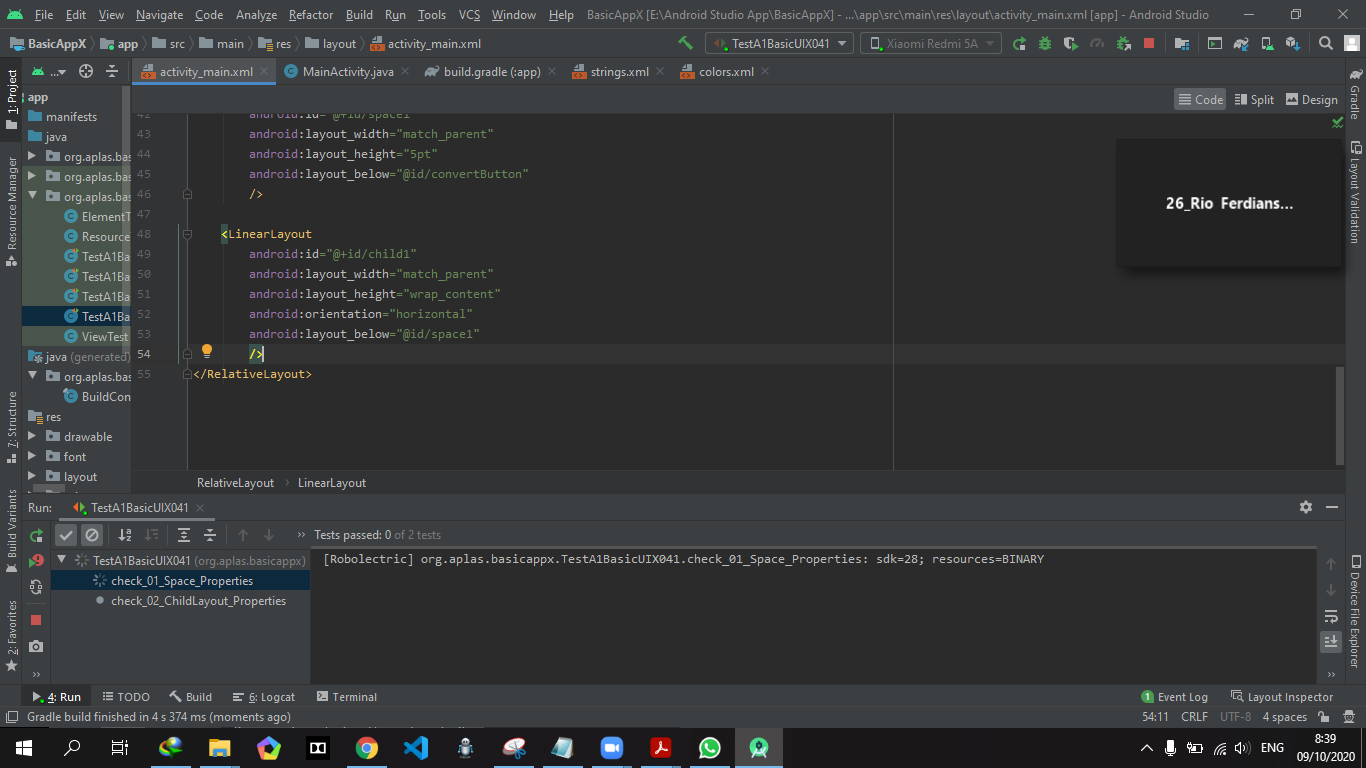 File Edit View Navigate Code Analyze Refactor Build Run Tools VCS Window Help BasicAppX [E:\Android Studio App\BasicAppX] - ...\app\src\main\res\layout\activity_main.xml [app] - Android Studio
BasicAppX app src main res layout activity_main.xml TestA1BasicUIX041 Xiaomi Redmi 5A
activity_main.xml MainActivity.java build.gradle (:app) strings.xml colors.xml
Code Split Design
1: Project
Resource Manager
7: Structure
Build Variants
2: Favorites
app
manifests
java
org.aplas.bas
org.aplas.bas
org.aplas.bas
ElementT
Resource
TestA1Ba
TestA1Ba
TestA1Ba
TestA1Ba
ViewTest
java (generated)
org.aplas.bas
BuildCon
res
drawable
font
layout
42 android:id="@+id/space1"
43 android:layout_width="match_parent"
44 android:layout_height="5pt"
45 android:layout_below="@id/convertButton"
46 />
47
48 <LinearLayout
49 android:id="@+id/child1"
50 android:layout_width="match_parent"
51 android:layout_height="wrap_content"
52 android:orientation="horizontal"
53 android:layout_below="@id/space1"
54 />
55 </RelativeLayout>
26_Rio Ferdians...
Gradle
Layout Validation
Device File Explorer
RelativeLayout LinearLayout
Run: TestA1BasicUIX041
Tests passed: 0 of 2 tests
TestA1BasicUIX041 (org.aplas.basicappx)
check_01_Space_Properties
check_02_ChildLayout_Properties
[Robolectric] org.aplas.basicappx.TestA1BasicUIX041.check_01_Space_Properties: sdk=28; resources=BINARY
4: Run TODO Build 6: Logcat Terminal 1 Event Log Layout Inspector
Gradle build finished in 4 s 374 ms (moments ago) 54:11 CRLF UTF-8 4 spaces
ENG
8:39
09/10/2020